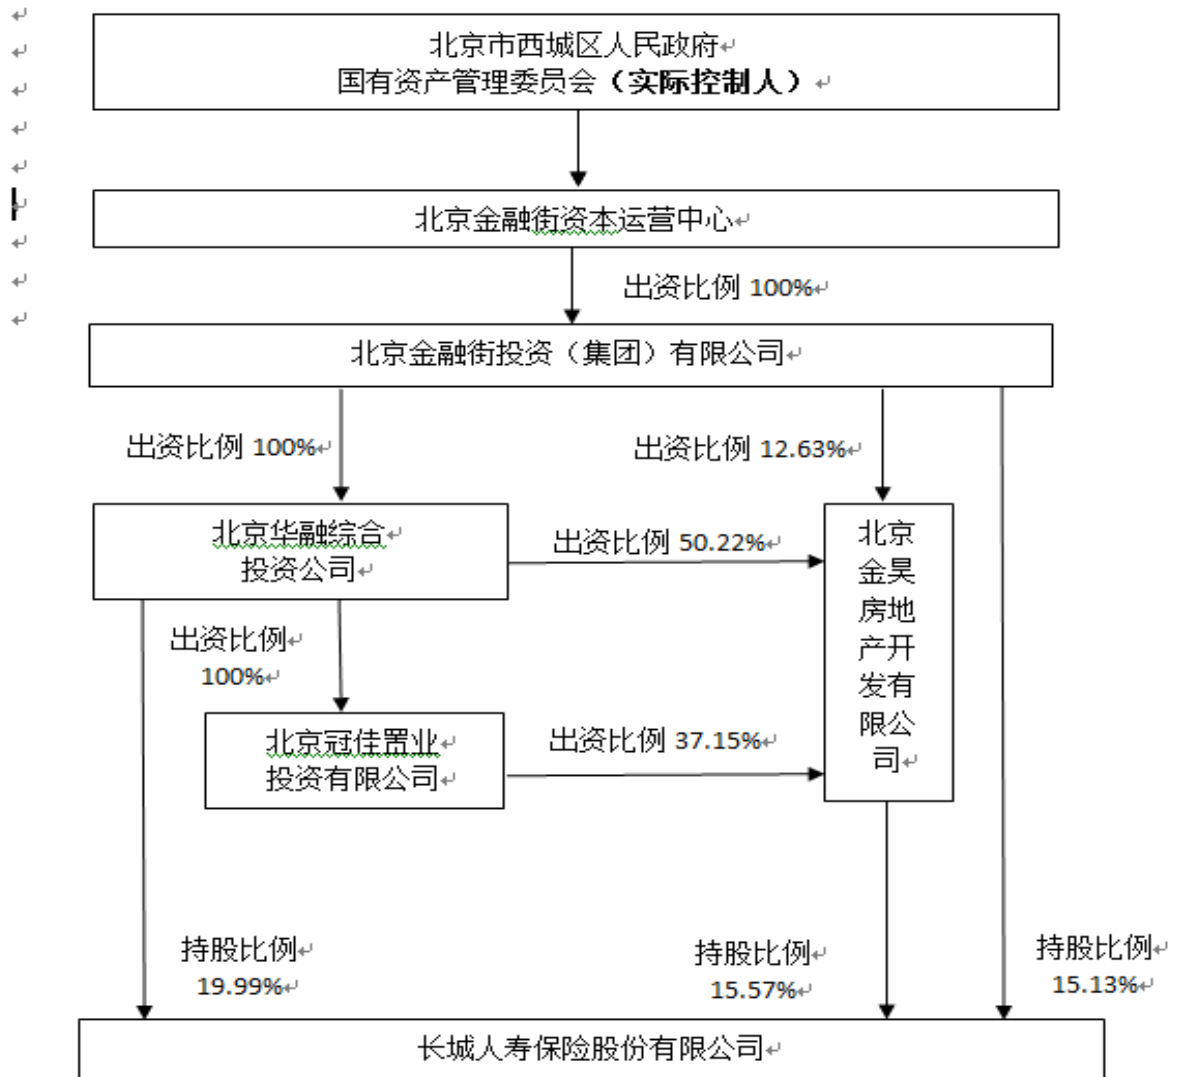 北京市西城区人民政府
国有资产管理委员会（实际控制人）
北京金融街资本运营中心
出资比例 100%
北京金融街投资（集团）有限公司
出资比例 100%
出资比例 12.63%
北京华融综合
投资公司
出资比例 50.22%
北京
金昊
房地
产开
发有
限公
司
出资比例
100%
北京冠佳置业
投资有限公司
出资比例 37.15%
持股比例
19.99%
持股比例
15.57%
持股比例
15.13%
长城人寿保险股份有限公司